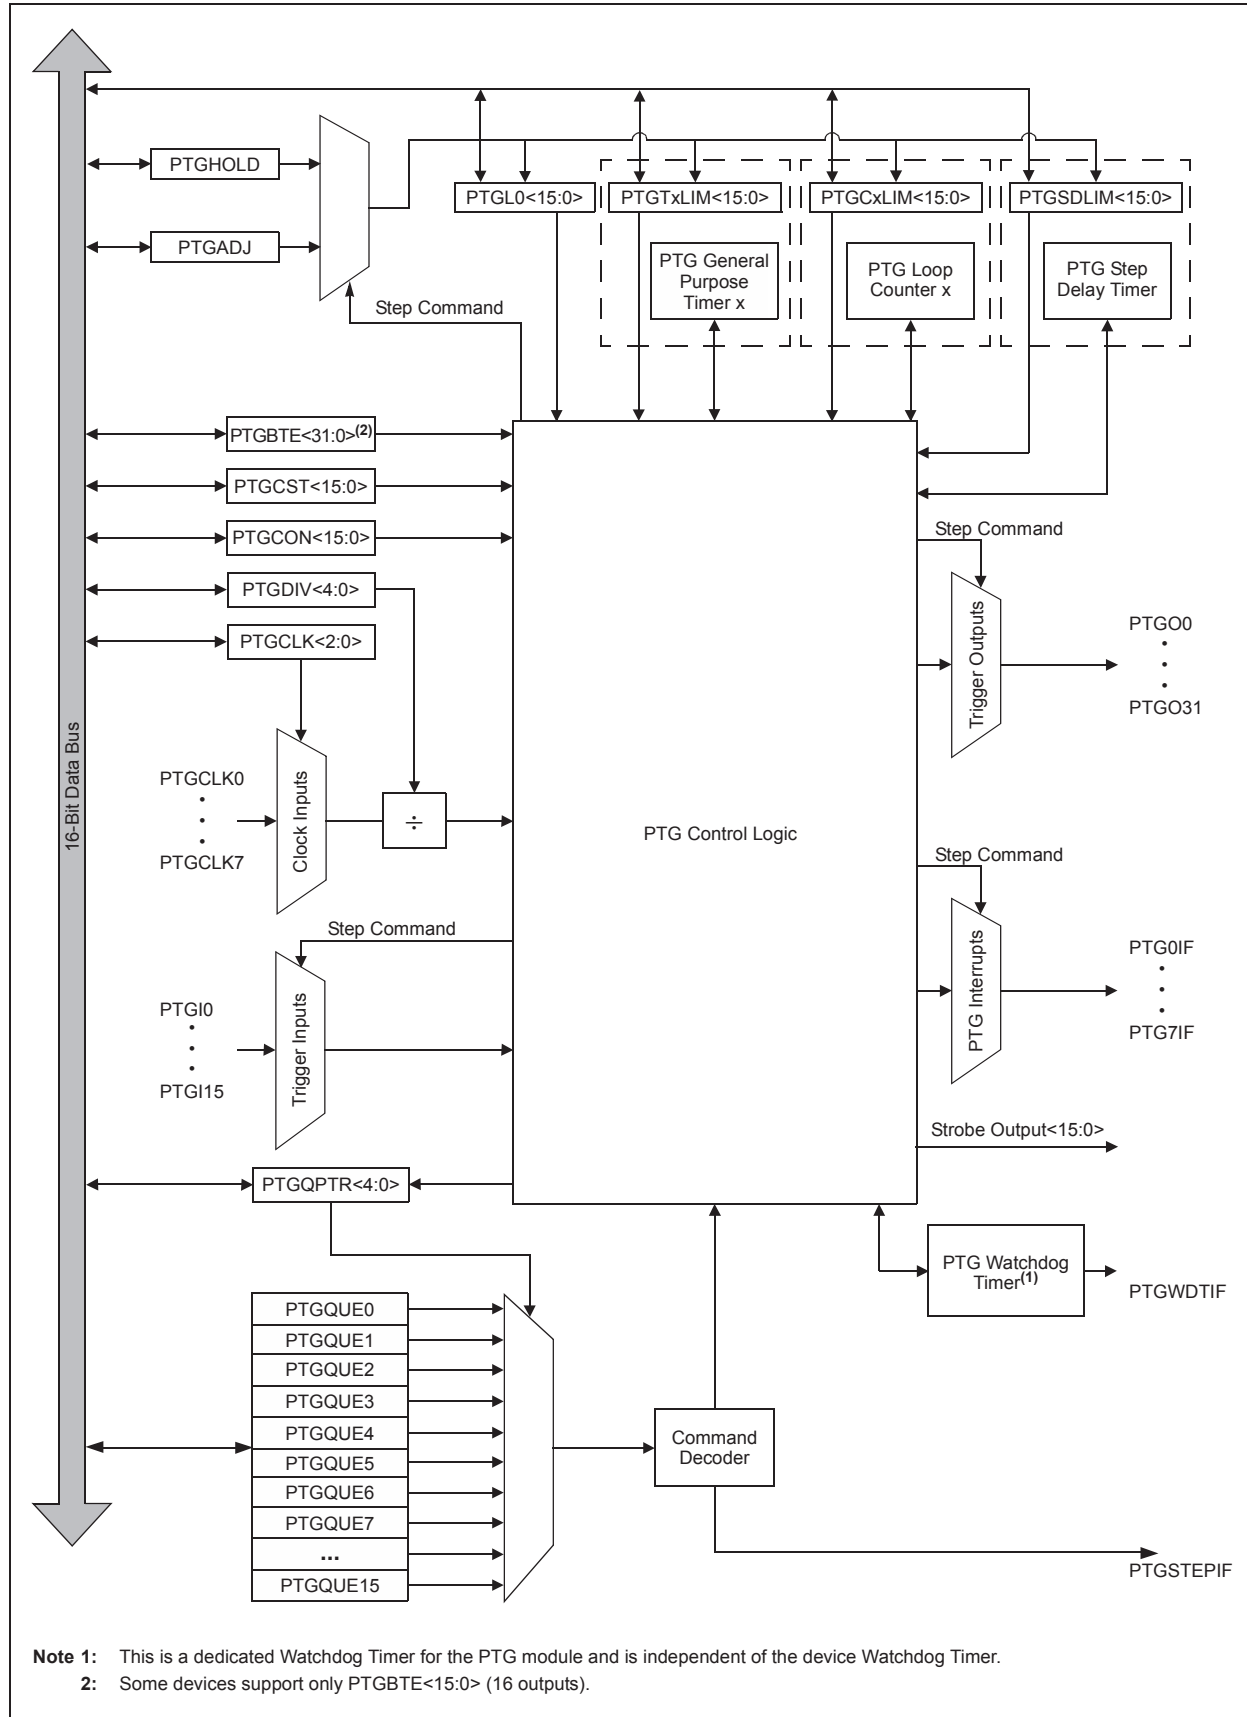 PTGHOLD
PTGADJ
PTGL0<15:0>
PTGTxLIM<15:0>
PTGCxLIM<15:0>
PTGSDLIM<15:0>
PTG General
Purpose
Timer x
PTG Loop
Counter x
PTG Step
Delay Timer
Step Command
PTGBTE<31:0>(2)
PTGCST<15:0>
PTGCON<15:0>
PTGDIV<4:0>
PTGCLK<2:0>
16-Bit Data Bus
PTGCLK0
PTGCLK7
Clock Inputs
÷
PTG Control Logic
Step Command
Trigger Outputs
PTGO0
PTGO31
Step Command
PTG Interrupts
PTG0IF
PTG7IF
Step Command
PTGI0
PTGI15
Trigger Inputs
Strobe Output<15:0>
PTGQPTR<4:0>
PTG Watchdog
Timer(1)
PTGWDTIF
PTGQUE0
PTGQUE1
PTGQUE2
PTGQUE3
PTGQUE4
PTGQUE5
PTGQUE6
PTGQUE7
...
PTGQUE15
Command
Decoder
PTGSTEPIF
Note 1: This is a dedicated Watchdog Timer for the PTG module and is independent of the device Watchdog Timer.
2: Some devices support only PTGBTE<15:0> (16 outputs).